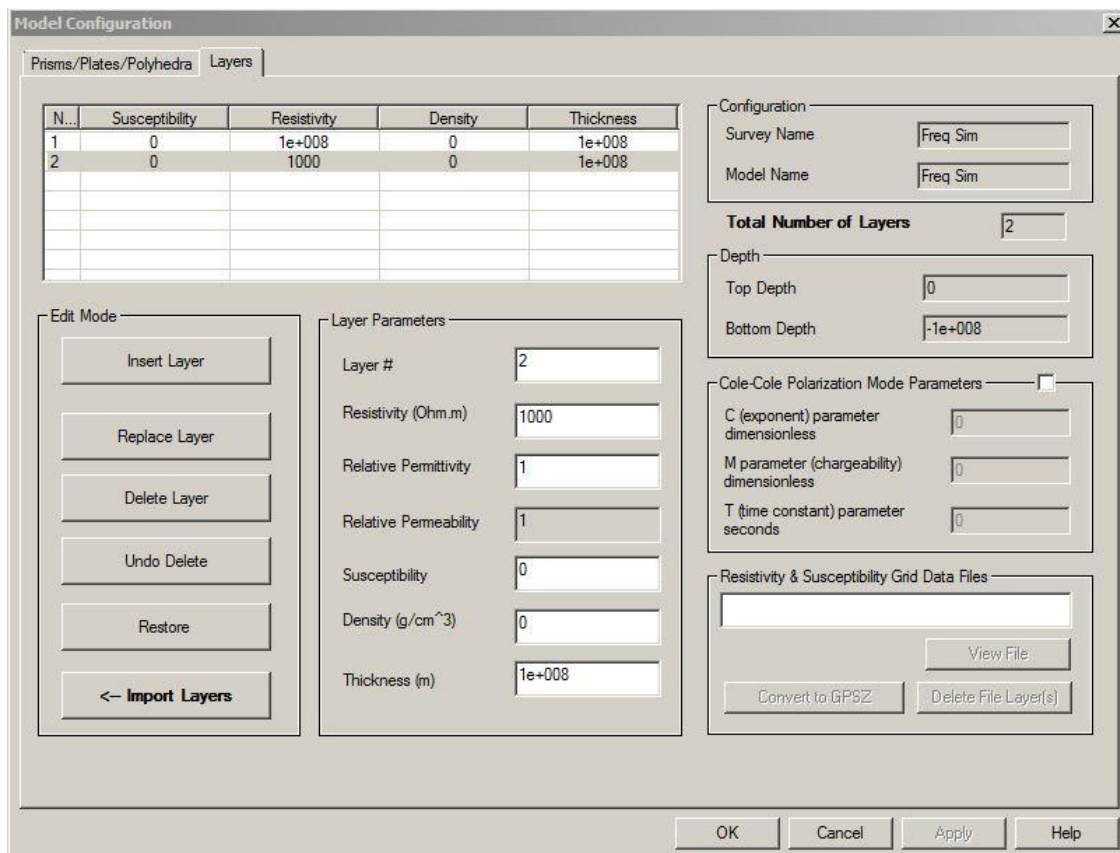 Model Configuration
Prisms/Plates/Polyhedra Layers
N... Susceptibility Resistivity Density Thickness
1 0 1e+008 0 1e+008
2 0 1000 0 1e+008
Edit Mode
Insert Layer
Replace Layer
Delete Layer
Undo Delete
Restore
<-- Import Layers
Layer Parameters
Layer # 2
Resistivity (Ohm.m) 1000
Relative Permittivity 1
Relative Permeability 1
Susceptibility 0
Density (g/cm^3) 0
Thickness (m) 1e+008
Configuration
Survey Name Freq Sim
Model Name Freq Sim
Total Number of Layers 2
Depth
Top Depth 0
Bottom Depth -1e+008
Cole-Cole Polarization Mode Parameters
C (exponent) parameter
dimensionless 0
M parameter (chargeability)
dimensionless 0
T (time constant) parameter
seconds 0
Resistivity & Susceptibility Grid Data Files
View File
Convert to GPSZ Delete File Layer(s)
OK Cancel Apply Help